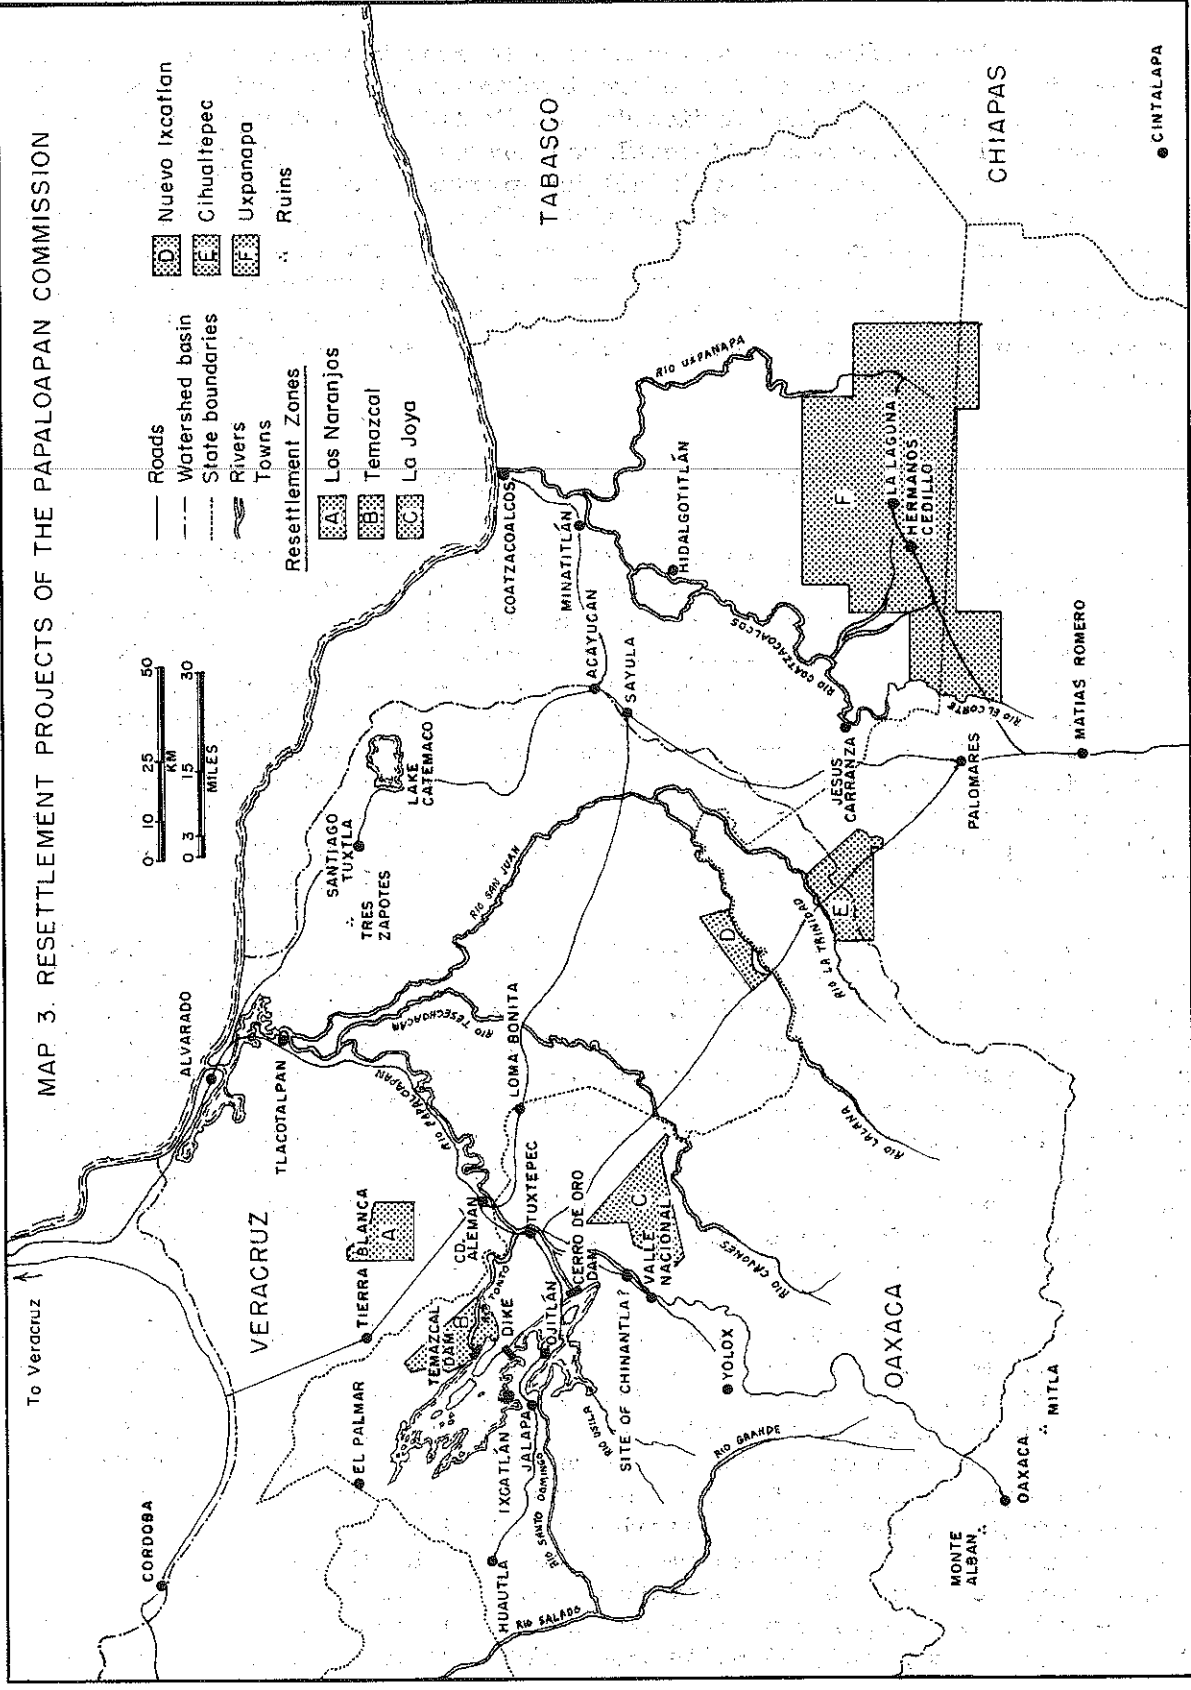 MAP 3. RESETTLEMENT PROJECTS OF THE PAPALOAPAN COMMISSION
To Veracruz
0 10 25 50
KM
0 3 15 30
MILES
Roads
Watershed basin
State boundaries
Rivers
Towns
Resettlement Zones
A Los Naranjos
B Temazcal
C La Joya
D Nuevo Ixcatlan
E Cihualtepec
F Uxpanapa
Ruins
CORDOBA
VERACRUZ
ALVARADO
TLACOTALPAN
SANTIAGO
TUXTLA
TRES
ZAPOTES
LAKE
CATEMACO
EL PALMAR
TIERRA BLANCA
A
CD.
ALEMAN
RIO PAPALOAPAN
RIO TESECHOACAN
RIO SAN JUAN
COATZACOALCOS
MINATITLÁN
ACAYUCAN
SAYULA
HIDALGOTITLÁN
RIO USPANAPA
TABASCO
TEMAZCAL
DAM
B
RIO TONTO
DIKE
IXCATLÁN
JALAPA
OJITLÁN
TUXTEPEC
LOMA BONITA
CERRO DE ORO
DAM
HUAUTLA
RIO SANTO DOMINGO
RIO USILA
RIO SALADO
SITE OF CHINANTLA?
VALLE
NACIONAL
C
RIO CAJONES
D
RIO LALANA
RIO LA TRINIDAD
E
RIO COATZACOALCOS
JESUS
CARRANZA
RIO EL CORTE
F
LA LAGUNA
HERMANOS
CEDILLO
PALOMARES
MATIAS ROMERO
YOLOX
RIO GRANDE
OAXACA
MONTE
ALBAN
OAXACA
MITLA
CHIAPAS
CINTALAPA